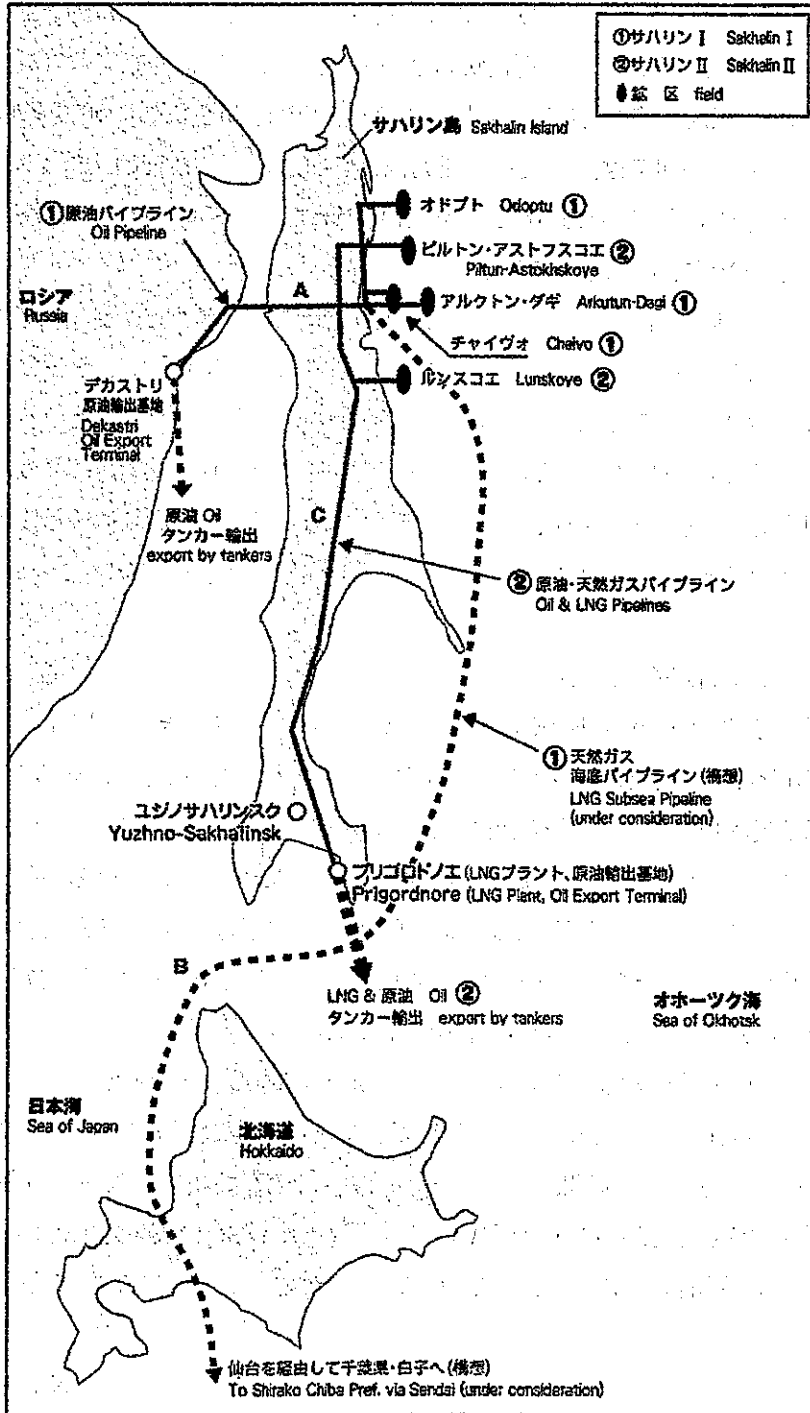 ①サハリンⅠ Sakhalin I
②サハリンⅡ Sakhalin II
鉱 区 field
サハリン島 Sakhalin Island
オドプト Odoptu ①
ピルトン・アストフスコエ ②
Piltun-Astokhskoye
①原油パイプライン
Oil Pipeline
A
ロシア
Russia
アルクトン・ダギ Arkutun-Dagi ①
チャイヴォ Chaivo ①
ルンスコエ Lunskoye ②
デカストリ
原油輸出基地
Dekastri
Oil Export
Terminal
原油 Oil
タンカー輸出
export by tankers
C
②原油・天然ガスパイプライン
Oil & LNG Pipelines
①天然ガス
海底パイプライン(構想)
LNG Subsea Pipeline
(under consideration)
ユジノサハリンスク
Yuzhno-Sakhalinsk
プリゴロドノエ(LNGプラント、原油輸出基地)
Prigordnore (LNG Plant, Oil Export Terminal)
B
LNG & 原油 Oil ②
タンカー輸出 export by tankers
オホーツク海
Sea of Okhotsk
日本海
Sea of Japan
北海道
Hokkaido
仙台を経由して千葉県・白子へ(構想)
To Shirako Chiba Pref. via Sendai (under consideration)